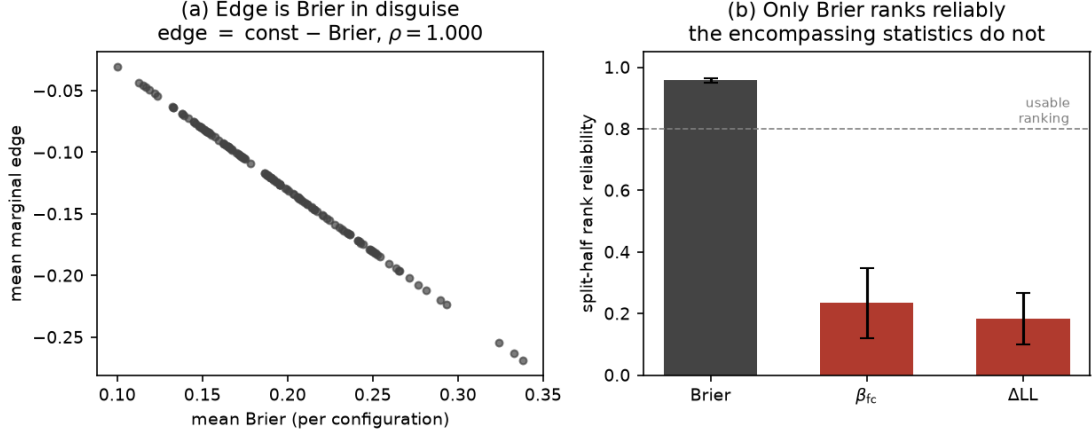 (a) Edge is Brier in disguise
edge = const − Brier, ρ = 1.000
−0.05
−0.10
−0.15
−0.20
−0.25
mean marginal edge
0.10 0.15 0.20 0.25 0.30 0.35
mean Brier (per configuration)
(b) Only Brier ranks reliably
the encompassing statistics do not
1.0
0.8
0.6
0.4
0.2
0.0
split-half rank reliability
usable
ranking
Brier β_fc ΔLL